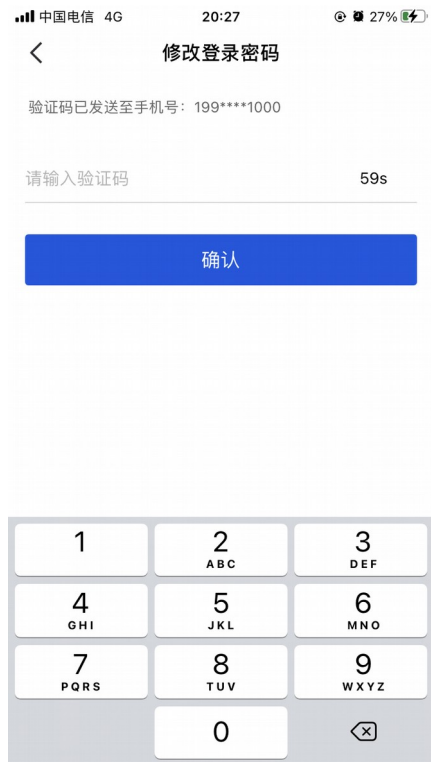 中国电信 4G 20:27 27%
修改登录密码
验证码已发送至手机号：199****1000
请输入验证码 59s
确认
1 2 3
ABC DEF
4 5 6
GHI JKL MNO
7 8 9
PQRS TUV WXYZ
0